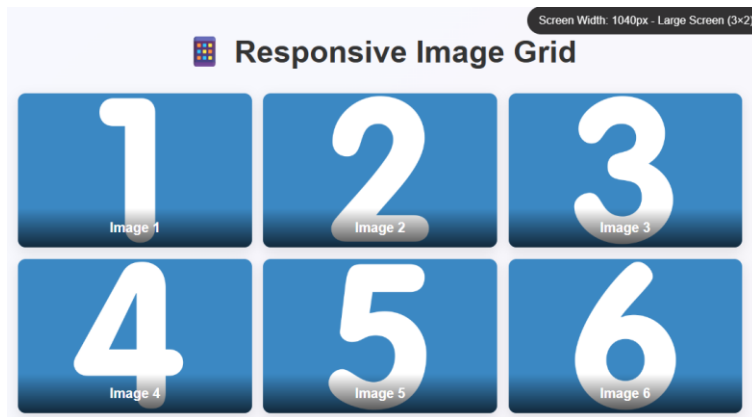 Screen Width: 1040px - Large Screen (3×2)
Responsive Image Grid
1
2
3
Image 1
Image 2
Image 3
4
5
6
Image 4
Image 5
Image 6